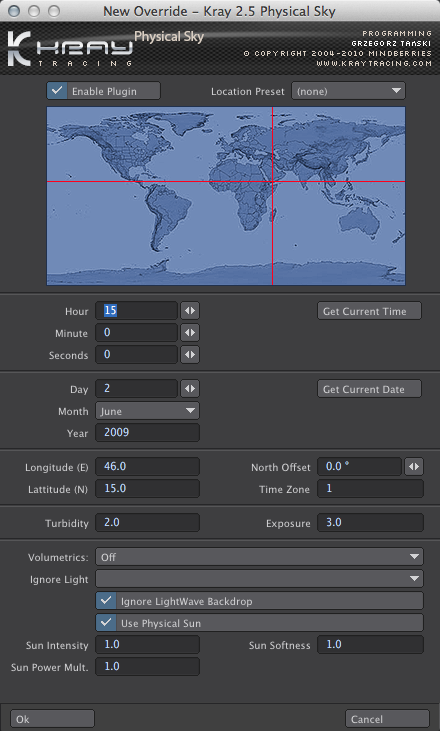 New Override - Kray 2.5 Physical Sky
KRAY Physical Sky
TRACING
PROGRAMMING
GRZEGORZ TAńSKI
© COPYRIGHT 2004-2010 MINDBERRIES
WWW.KRAYTRACING.COM
Enable Plugin Location Preset (none)
Hour 15 Get Current Time
Minute 0
Seconds 0
Day 2 Get Current Date
Month June
Year 2009
Longitude (E) 46.0 North Offset 0.0 °
Lattitude (N) 15.0 Time Zone 1
Turbidity 2.0 Exposure 3.0
Volumetrics: Off
Ignore Light
Ignore LightWave Backdrop
Use Physical Sun
Sun Intensity 1.0 Sun Softness 1.0
Sun Power Mult. 1.0
Ok Cancel